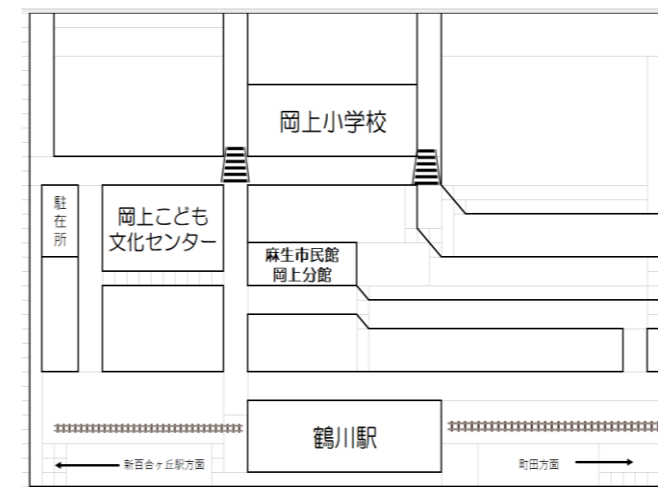 岡上小学校
駐
在
所
岡上こども
文化センター
麻生市民館
岡上分館
鶴川駅
新百合ヶ丘駅方面
町田方面